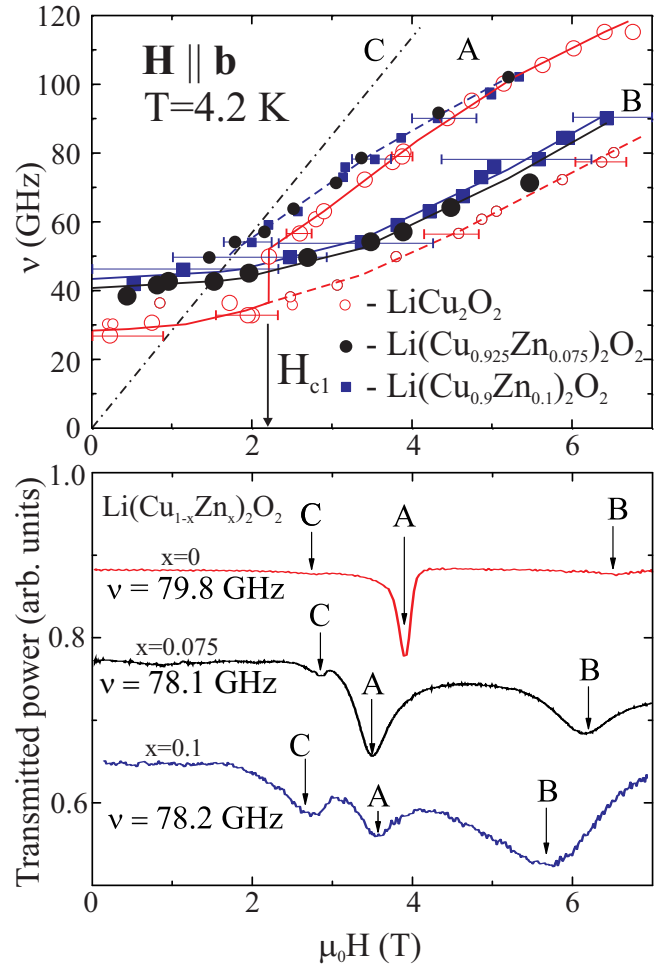 120
100
80
60
40
20
0
ν (GHz)
H || b
T=4.2 K
C
A
B
H_c1
- LiCu₂O₂
- Li(Cu₀.₉₂₅Zn₀.₀₇₅)₂O₂
- Li(Cu₀.₉Zn₀.₁)₂O₂
0
2
4
6
1.0
0.8
0.6
Transmitted power (arb. units)
Li(Cu₁₋ₓZnₓ)₂O₂
C
A
B
x=0
ν = 79.8 GHz
x=0.075
C
ν = 78.1 GHz
A
B
x=0.1
C
A
B
ν = 78.2 GHz
0
2
4
6
μ₀H (T)